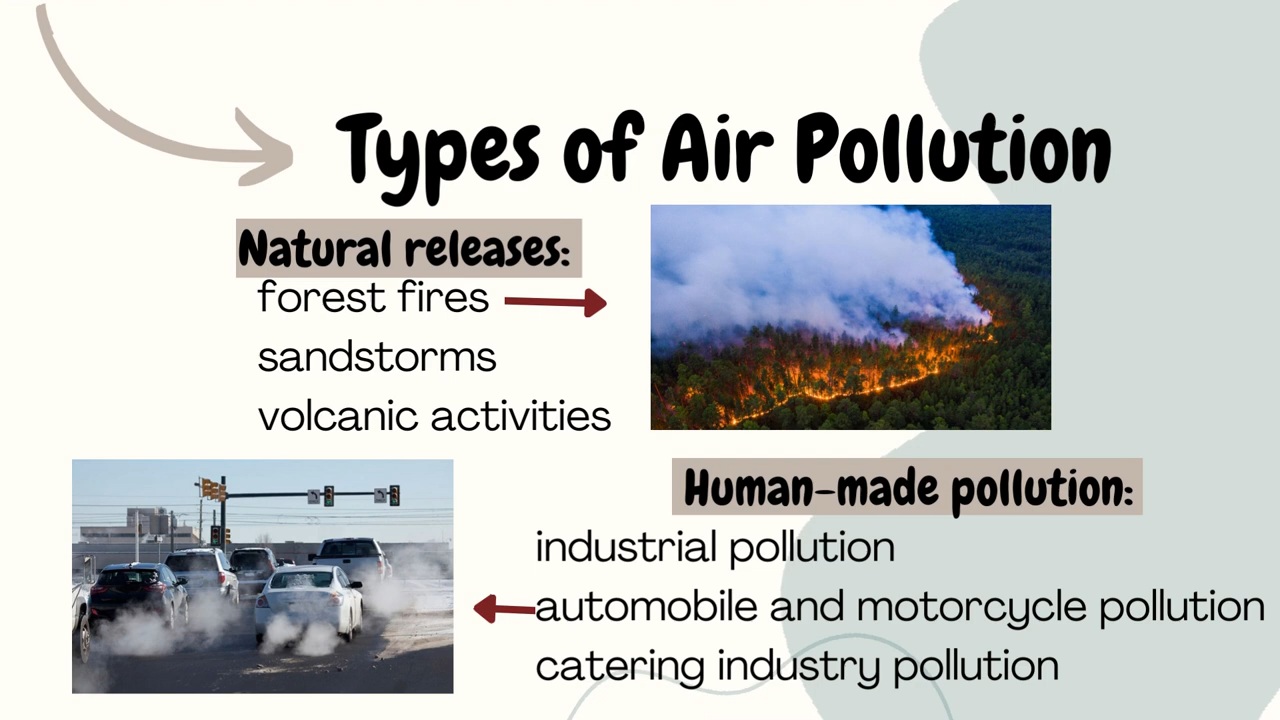 Types of Air Pollution
Natural releases:
forest fires
sandstorms
volcanic activities
Human-made pollution:
industrial pollution
automobile and motorcycle pollution
catering industry pollution